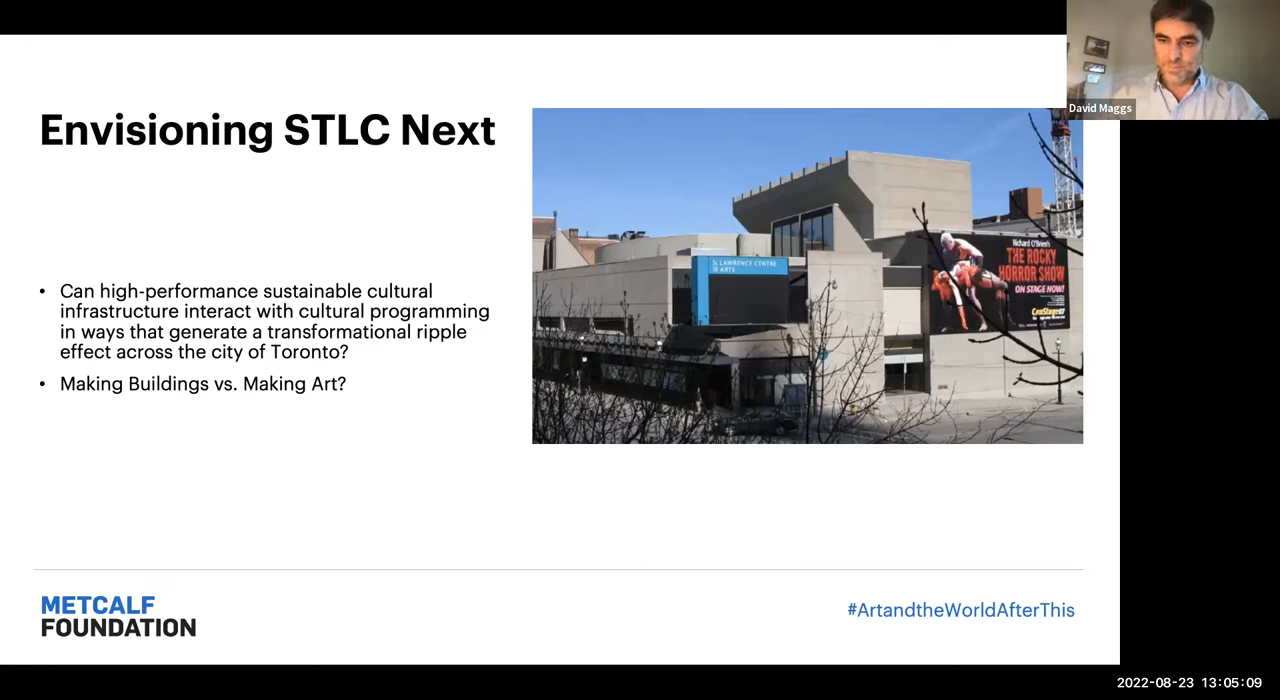 David Maggs
Envisioning STLC Next
• Can high-performance sustainable cultural
infrastructure interact with cultural programming
in ways that generate a transformational ripple
effect across the city of Toronto?
• Making Buildings vs. Making Art?
St. LAWRENCE CENTRE
ARTS
Richard O'Brien's
THE ROCKY
HORROR SHOW
ON STAGE NOW!
CanStage
METCALF
FOUNDATION
#ArtandtheWorldAfterThis
2022-08-23 13:05:09